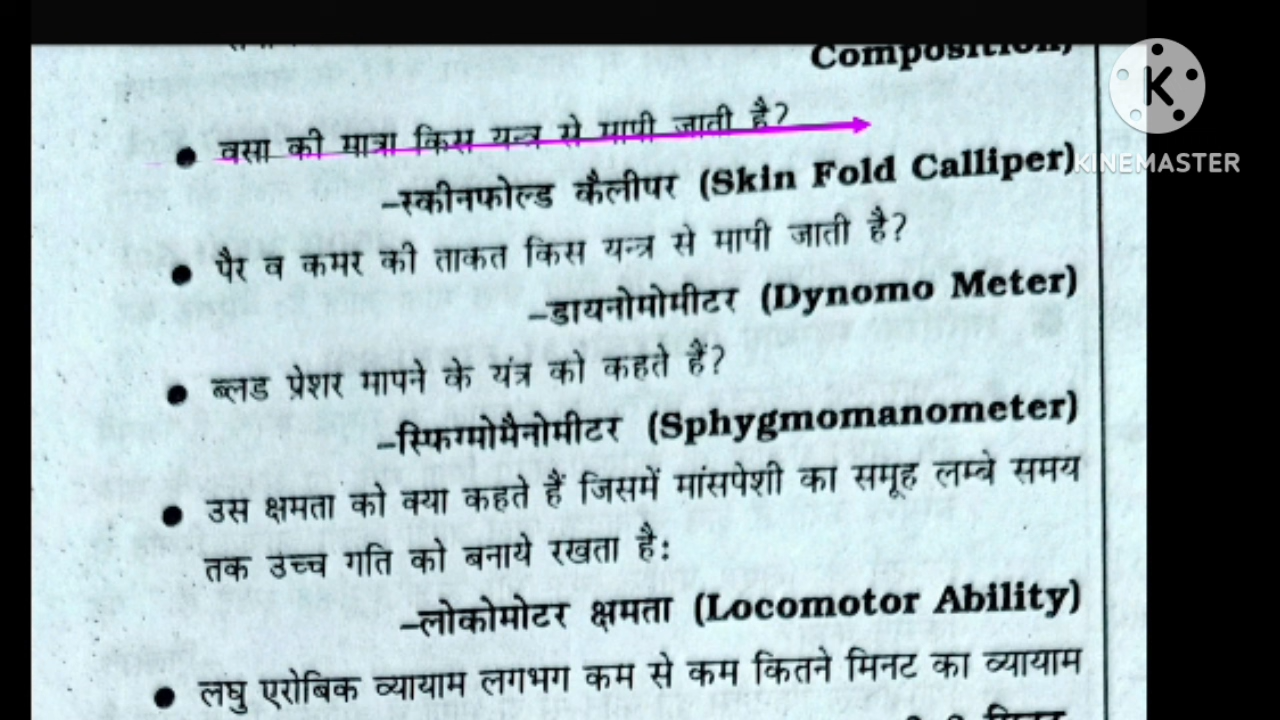 Composition)
● वसा की मात्रा किस यन्त्र से मापी जाती है?
–स्कीनफोल्ड कैलीपर (Skin Fold Calliper)
● पैर व कमर की ताकत किस यन्त्र से मापी जाती है?
–डायनोमोमीटर (Dynomo Meter)
● ब्लड प्रेशर मापने के यंत्र को कहते हैं?
–स्फिग्मोमैनोमीटर (Sphygmomanometer)
● उस क्षमता को क्या कहते हैं जिसमें मांसपेशी का समूह लम्बे समय
तक उच्च गति को बनाये रखता है:
–लोकोमोटर क्षमता (Locomotor Ability)
● लघु एरोबिक व्यायाम लगभग कम से कम कितने मिनट का व्यायाम
K
KINEMASTER